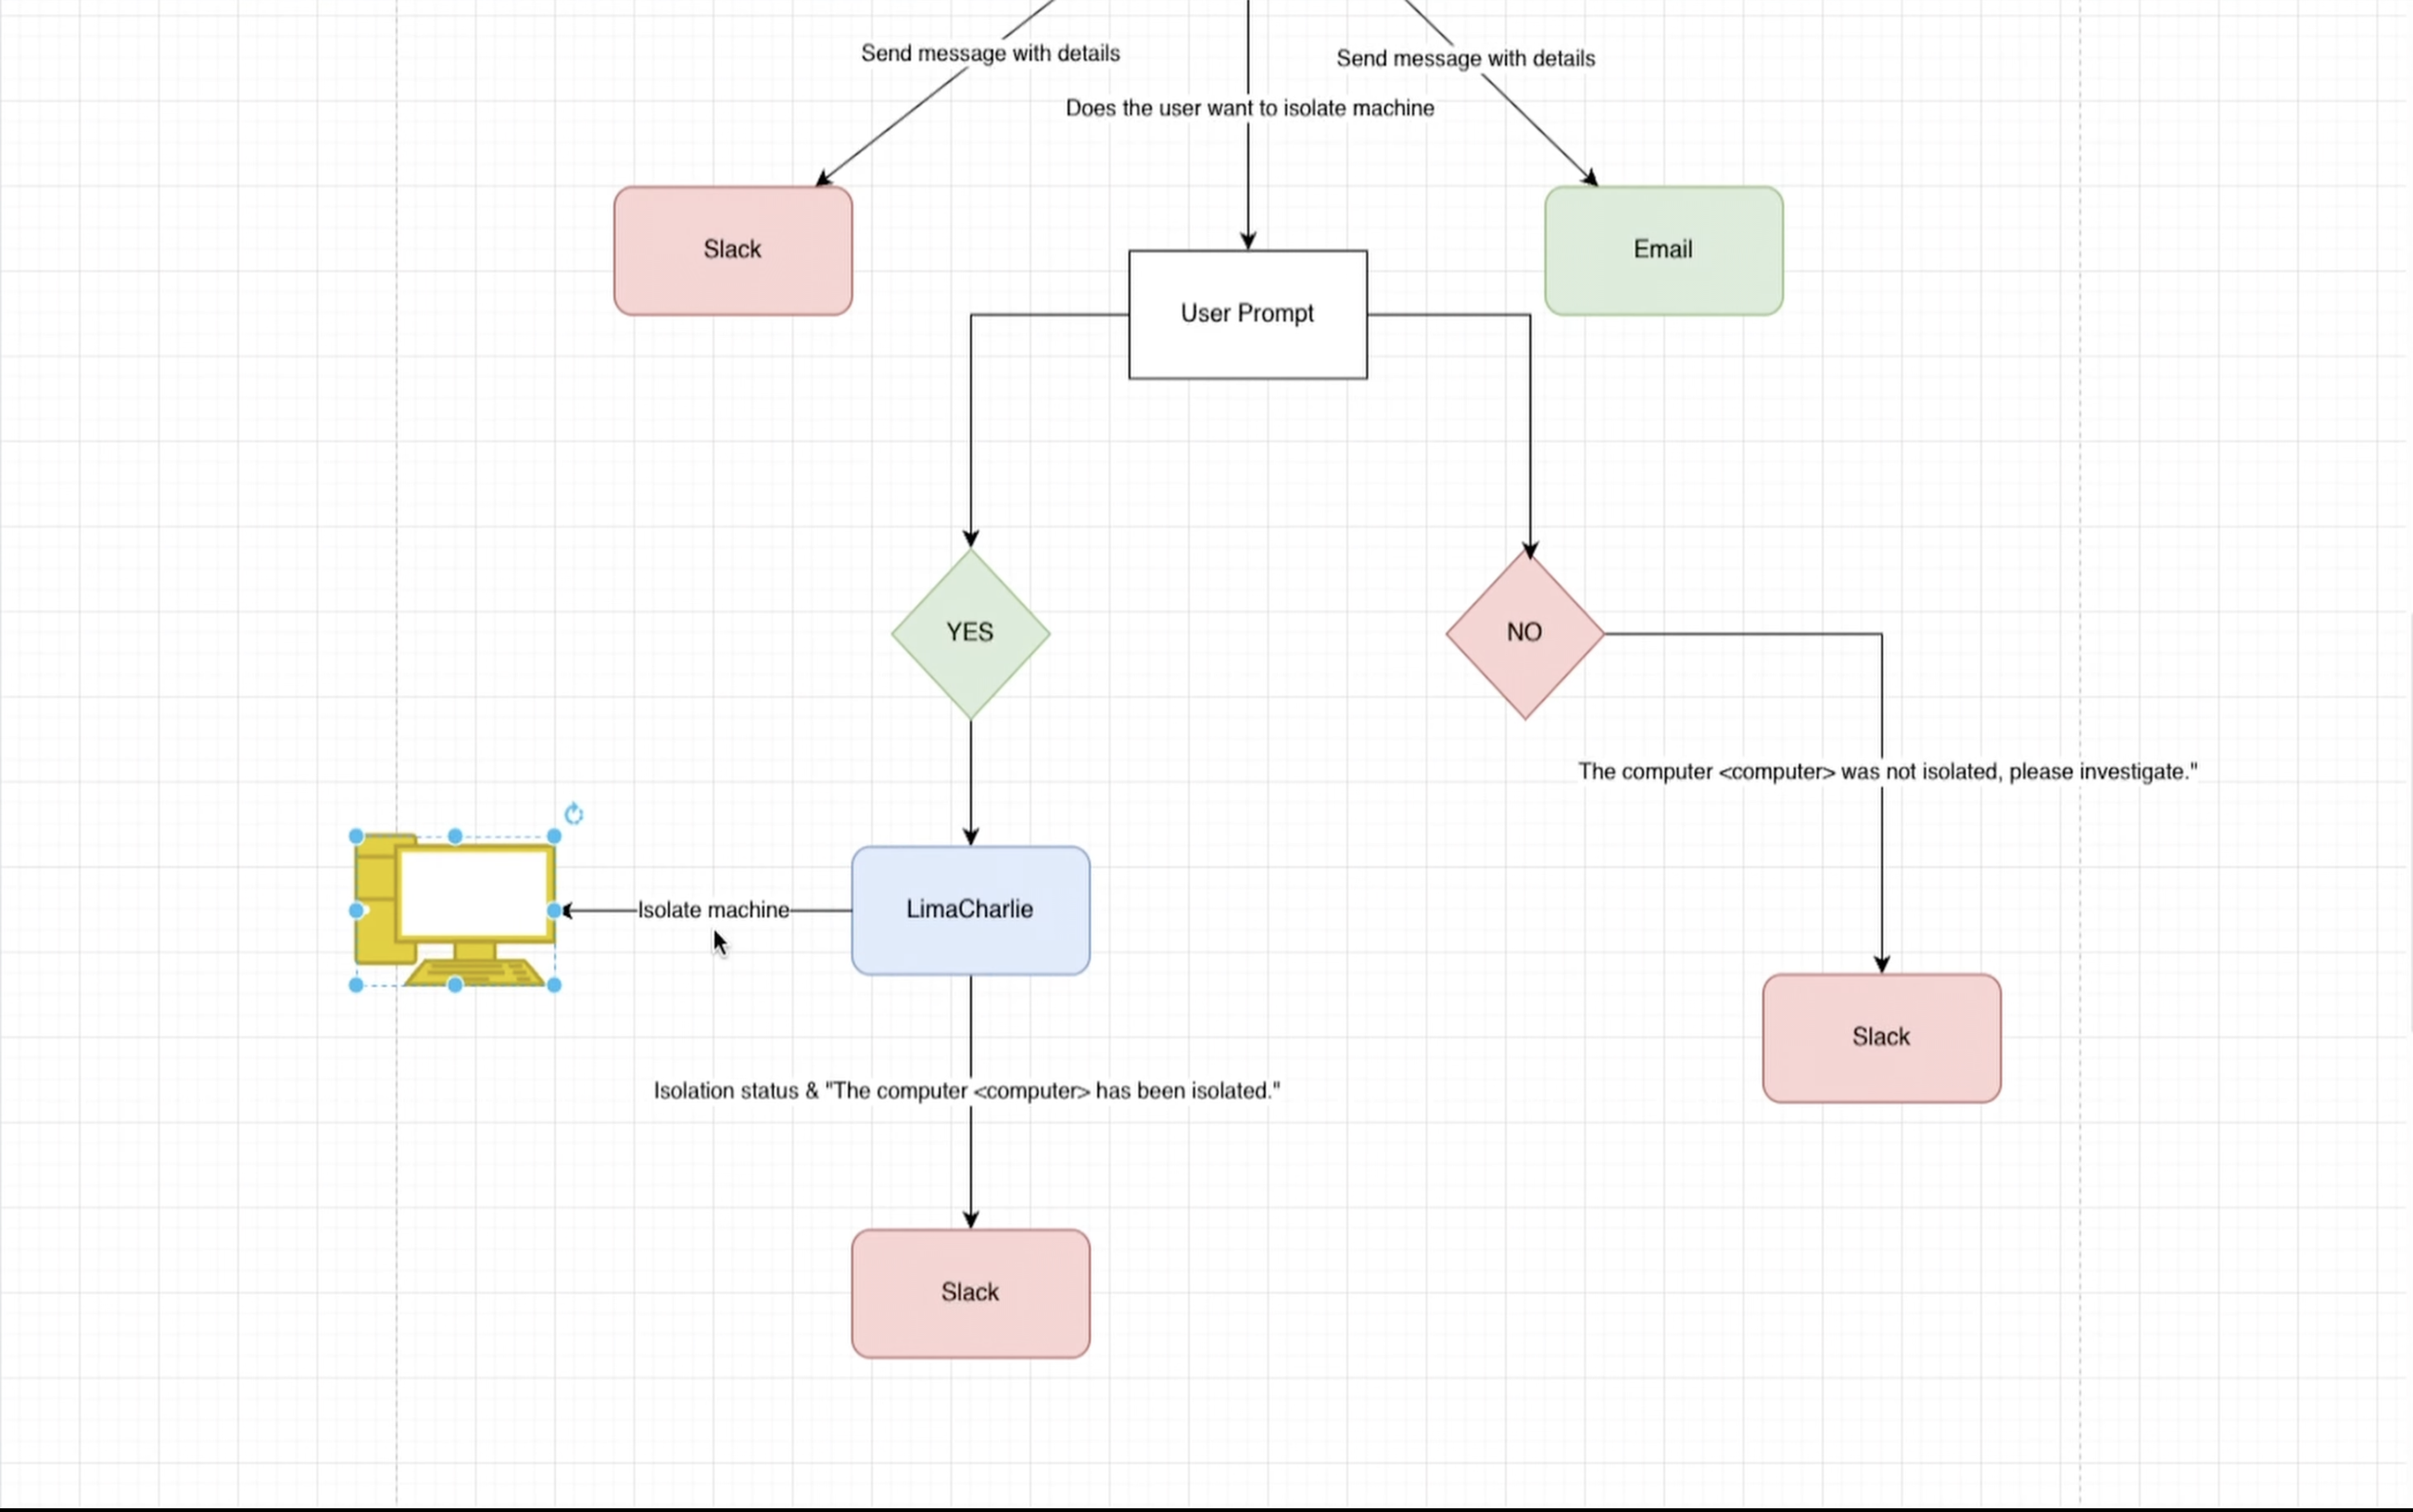 Send message with details
Send message with details
Does the user want to isolate machine
Slack
Email
User Prompt
YES
NO
The computer <computer> was not isolated, please investigate."
Isolate machine
LimaCharlie
Slack
Isolation status & "The computer <computer> has been isolated."
Slack